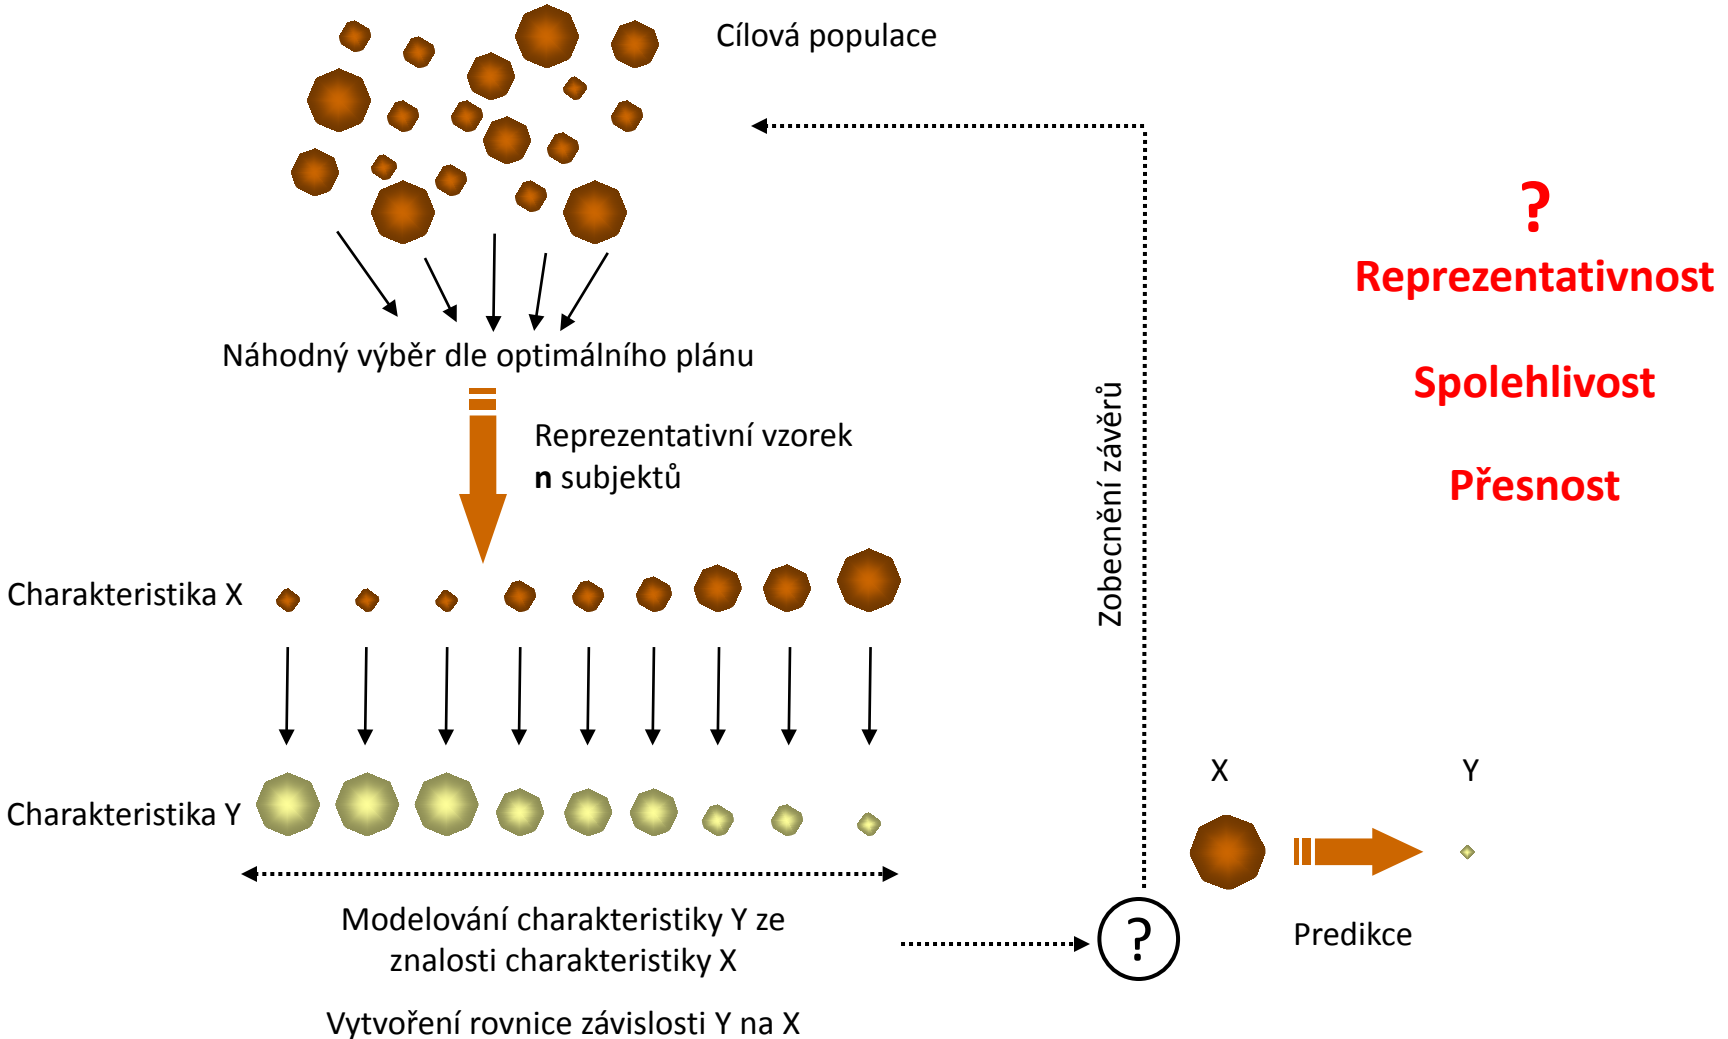 Cílová populace
?
Reprezentativnost
Spolehlivost
Přesnost
Náhodný výběr dle optimálního plánu
Reprezentativní vzorek
n subjektů
Zobecnění závěrů
Charakteristika X
Charakteristika Y
X
Y
Predikce
?
Modelování charakteristiky Y ze
znalosti charakteristiky X
Vytvoření rovnice závislosti Y na X